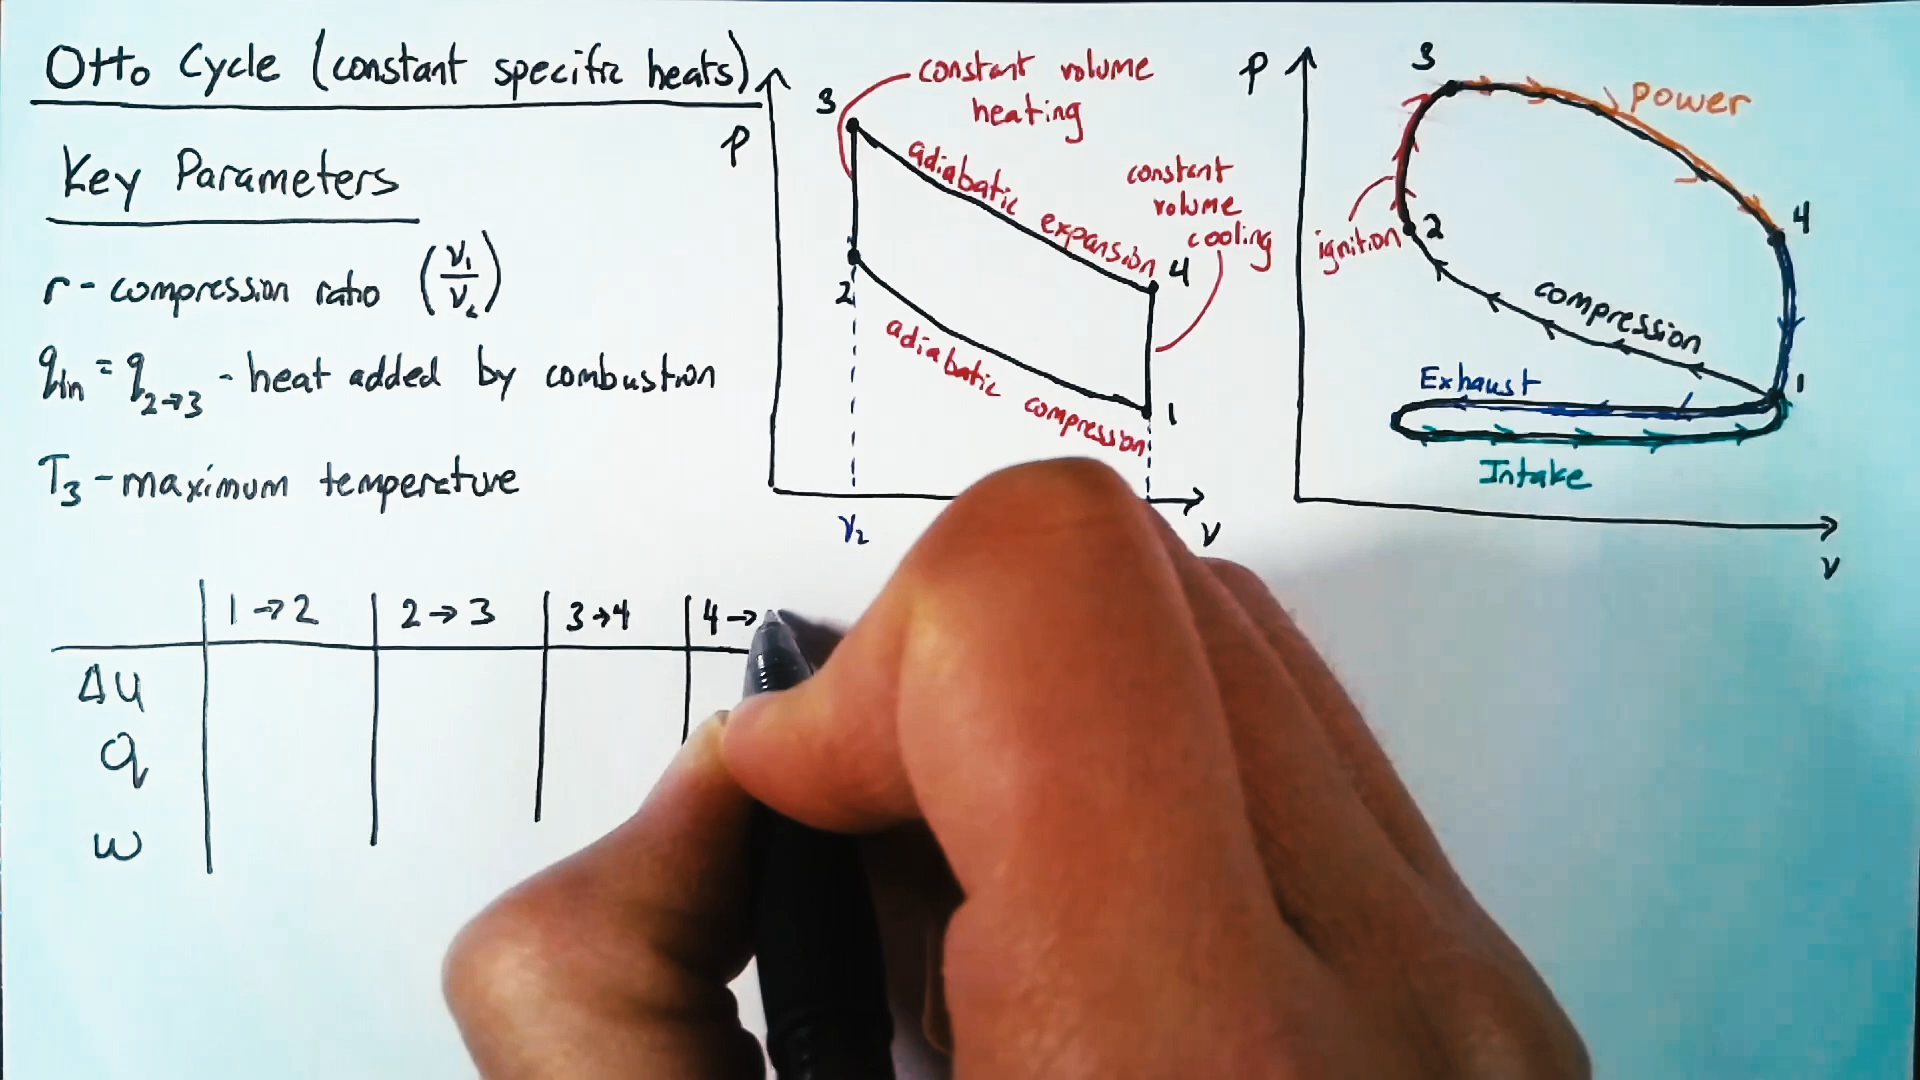 Otto Cycle (constant specific heats)
Key Parameters
r - compression ratio (v₁/v₂)
qin = q2→3 - heat added by combustion
T₃ - maximum temperature
1→2 2→3 3→4 4→
Δu
q
w
p
3
constant volume
heating
adiabatic expansion
constant
volume
cooling
4
2
adiabatic compression
1
v₂
v
p
3
power
4
ignition
2
compression
1
Exhaust
Intake
v